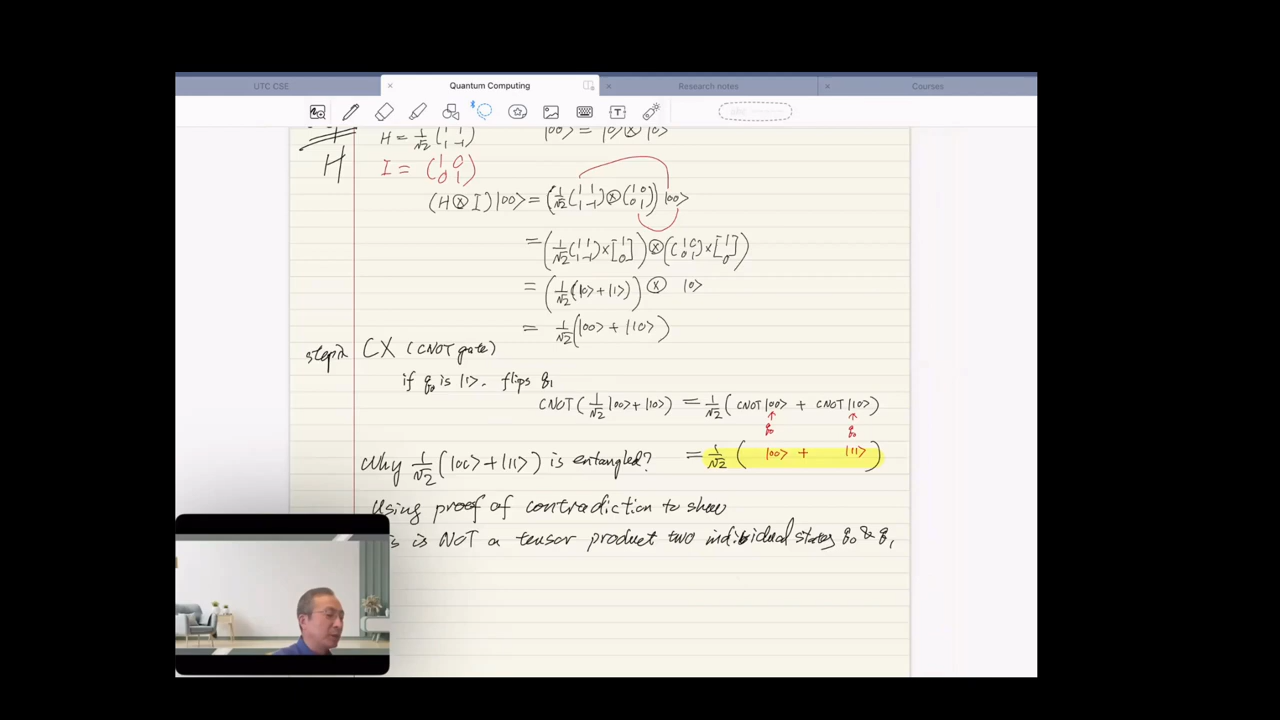 UTC CSE
Quantum Computing
Research notes
Courses
H = 1/√2 (1 1 1 -1) |00> = |0> ⊗ |0>
H
I = (1 0 0 1)
(H ⊗ I) |00> = (1/√2 (1 1 1 -1) ⊗ (1 0 0 1)) |00>
= (1/√2 (1 1 1 -1) × [1 0]) ⊗ ((1 0 0 1) × [1 0])
= (1/√2 (|0> + |1>)) ⊗ |0>
= 1/√2 (|00> + |10>)
step2 CX (CNOT gate)
if q0 is |1>. flips q1
CNOT (1/√2 |00> + |10>) = 1/√2 (CNOT |00> + CNOT |10>)
q0 q0
= 1/√2 ( |00> + |11> )
Why 1/√2 (|00> + |11>) is entangled?
Using proof of contradiction to show
is NOT a tensor product two individual states q0 & q1